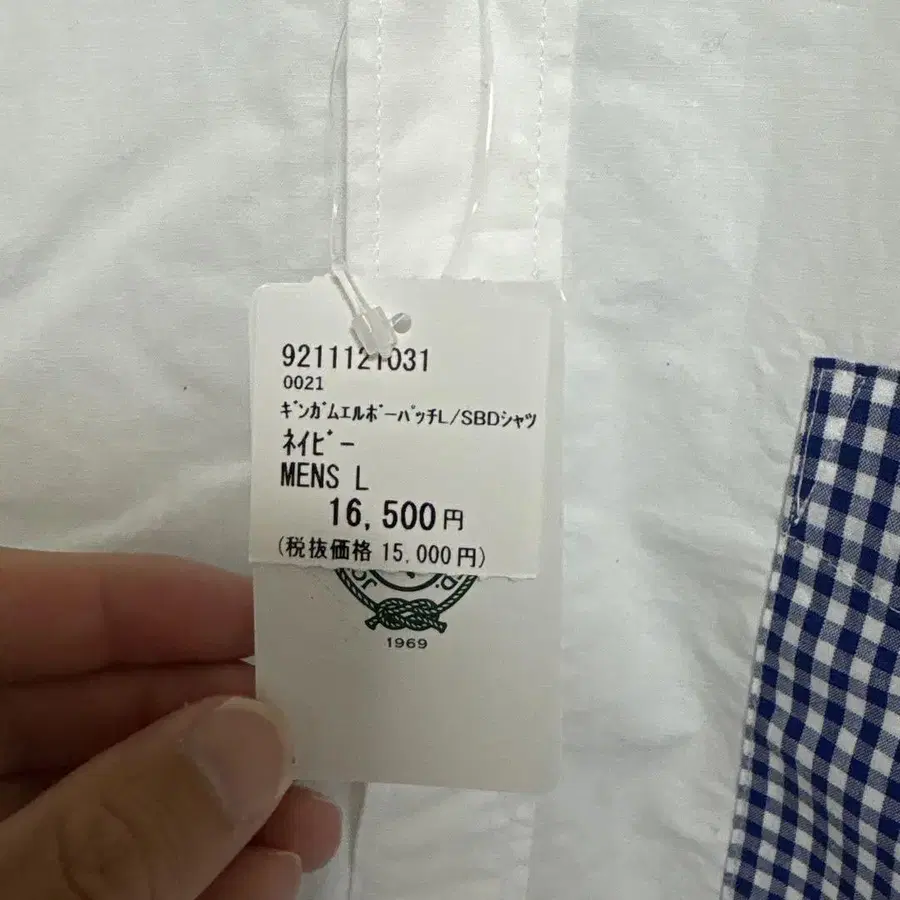 9211121031
0021
ギンガムエルボーパッチL/SBDシャツ
ネイビー
MENS L
16,500円
(税抜価格 15,000円)
1969